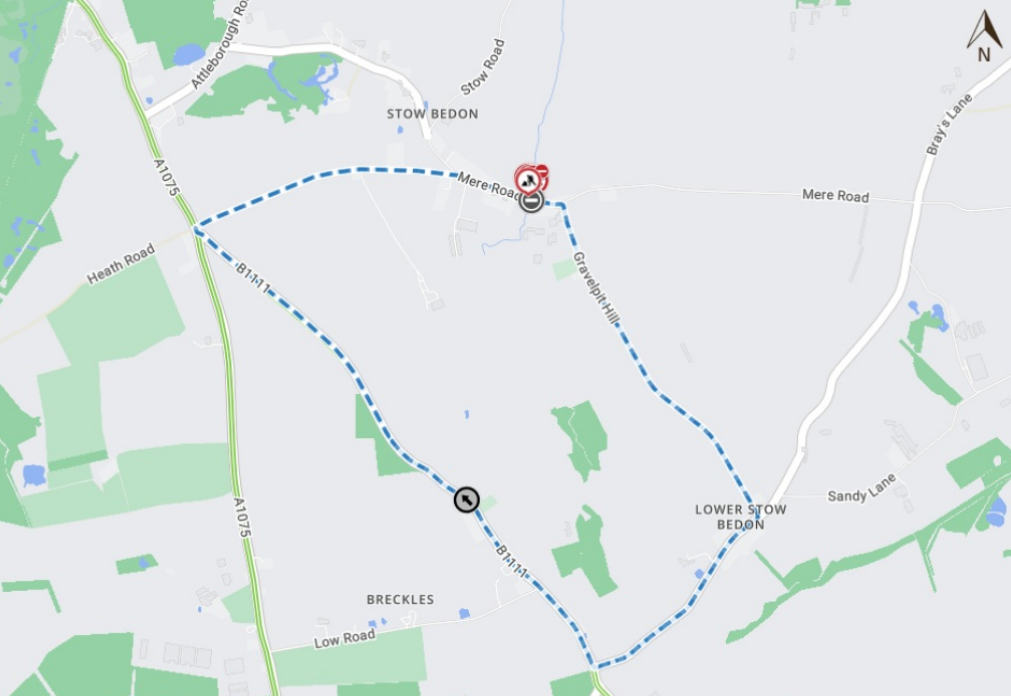 Attleborough Ro
N
Stow Road
STOW BEDON
Bray's Lane
A1075
Mere Road
Mere Road
Heath Road
B1111
Gravelpit Hill
Sandy Lane
A1075
LOWER STOW
BEDON
B1111
BRECKLES
Low Road